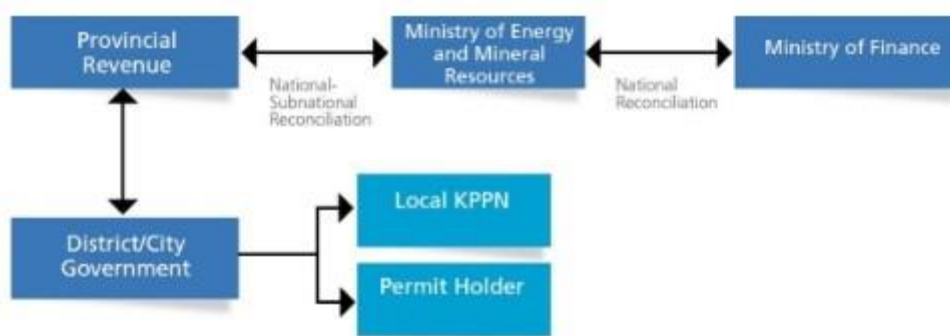 Provincial
Revenue
Ministry of Energy
and Mineral
Resources
Ministry of Finance
National-
Subnational
Reconciliation
National
Reconciliation
Local KPPN
District/City
Government
Permit Holder